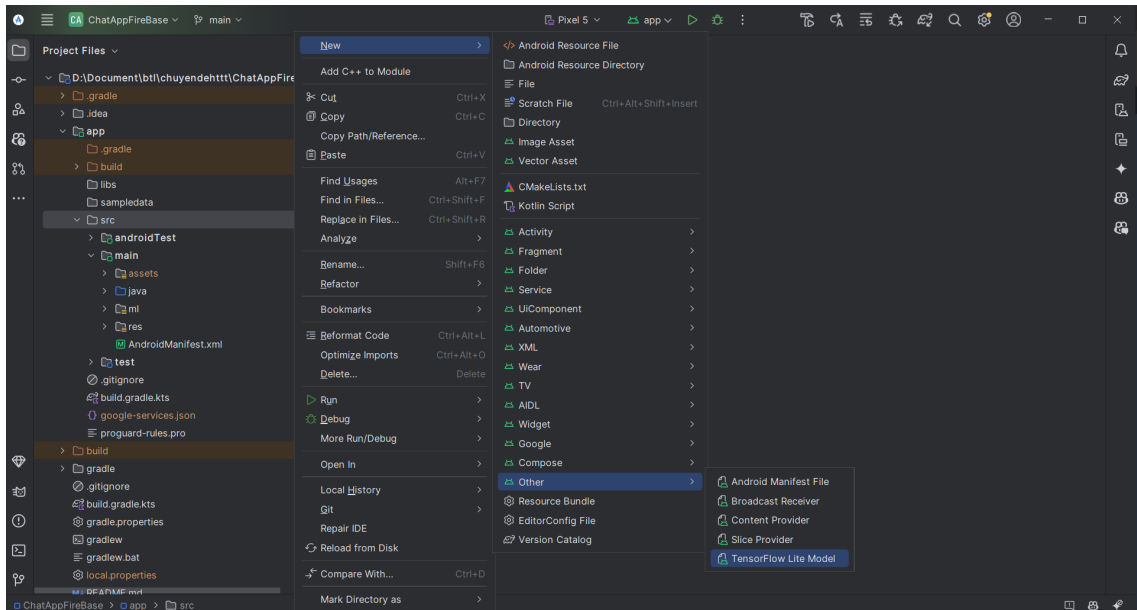 CA ChatAppFireBase main Pixel 5 app
Project Files
D:\Document\btl\chuyendehttt\ChatAppFire
.gradle
.idea
app
.gradle
build
libs
sampledata
src
androidTest
main
assets
java
ml
res
AndroidManifest.xml
test
.gitignore
build.gradle.kts
google-services.json
proguard-rules.pro
build
gradle
.gitignore
build.gradle.kts
gradle.properties
gradlew
gradlew.bat
local.properties
README.md
New
Add C++ to Module
Cut Ctrl+X
Copy Ctrl+C
Copy Path/Reference...
Paste Ctrl+V
Find Usages Alt+F7
Find in Files... Ctrl+Shift+F
Replace in Files... Ctrl+Shift+R
Analyze
Rename... Shift+F6
Refactor
Bookmarks
Reformat Code Ctrl+Alt+L
Optimize Imports Ctrl+Alt+O
Delete... Delete
Run
Debug
More Run/Debug
Open In
Local History
Git
Repair IDE
Reload from Disk
Compare With... Ctrl+D
Mark Directory as
Android Resource File
Android Resource Directory
File
Scratch File Ctrl+Alt+Shift+Insert
Directory
Image Asset
Vector Asset
CMakeLists.txt
Kotlin Script
Activity
Fragment
Folder
Service
UiComponent
Automotive
XML
Wear
TV
AIDL
Widget
Google
Compose
Other
Resource Bundle
EditorConfig File
Version Catalog
Android Manifest File
Broadcast Receiver
Content Provider
Slice Provider
TensorFlow Lite Model
ChatAppFireBase > app > src